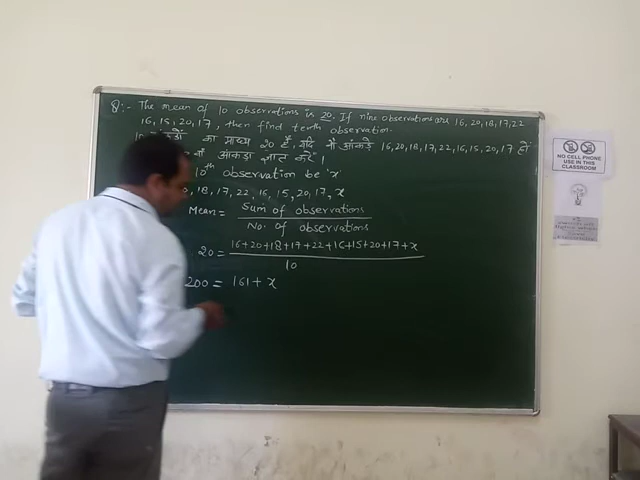 Q:- The mean of 10 observations is 20. If nine observations are 16, 20, 18, 17, 22
16, 15, 20, 17, then find tenth observation.
का माध्य 20 है, यदि नौ आंकड़े 16, 20, 18, 17, 22, 16, 15, 20, 17 हों
आंकड़ा ज्ञात करें।
10th observation be 'x'
18, 17, 22, 16, 15, 20, 17, x
Mean = Sum of observations
No. of observations
20 = 16+20+18+17+22+16+15+20+17+x
10
200 = 161 + x
NO CELL PHONE
USE IN THIS
CLASSROOM